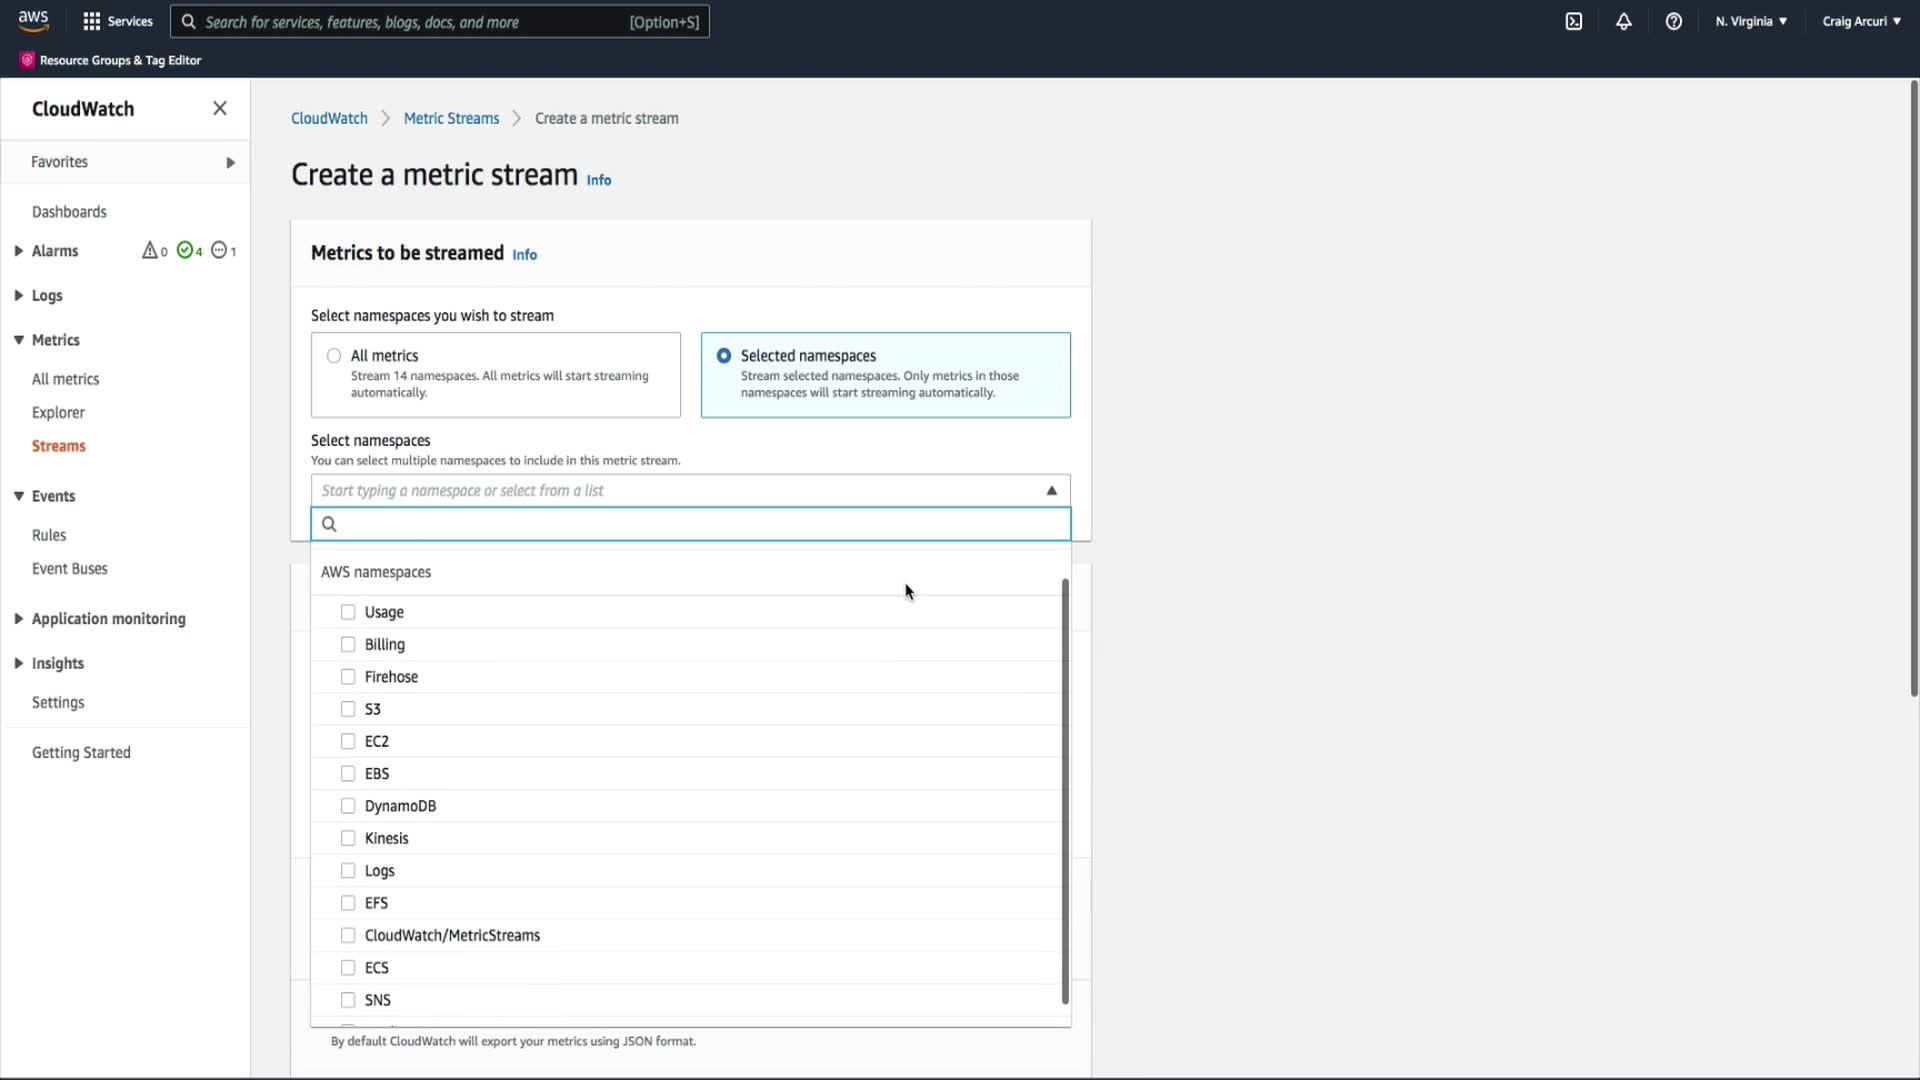 aws
Services
Search for services, features, blogs, docs, and more
[Option+S]
N. Virginia
Craig Arcuri
Resource Groups & Tag Editor
CloudWatch
Favorites
Dashboards
Alarms
0
4
1
Logs
Metrics
All metrics
Explorer
Streams
Events
Rules
Event Buses
Application monitoring
Insights
Settings
Getting Started
CloudWatch
Metric Streams
Create a metric stream
Create a metric stream Info
Metrics to be streamed Info
Select namespaces you wish to stream
All metrics
Stream 14 namespaces. All metrics will start streaming
automatically.
Selected namespaces
Stream selected namespaces. Only metrics in those
namespaces will start streaming automatically.
Select namespaces
You can select multiple namespaces to include in this metric stream.
Start typing a namespace or select from a list
AWS namespaces
Usage
Billing
Firehose
S3
EC2
EBS
DynamoDB
Kinesis
Logs
EFS
CloudWatch/MetricStreams
ECS
SNS
By default CloudWatch will export your metrics using JSON format.